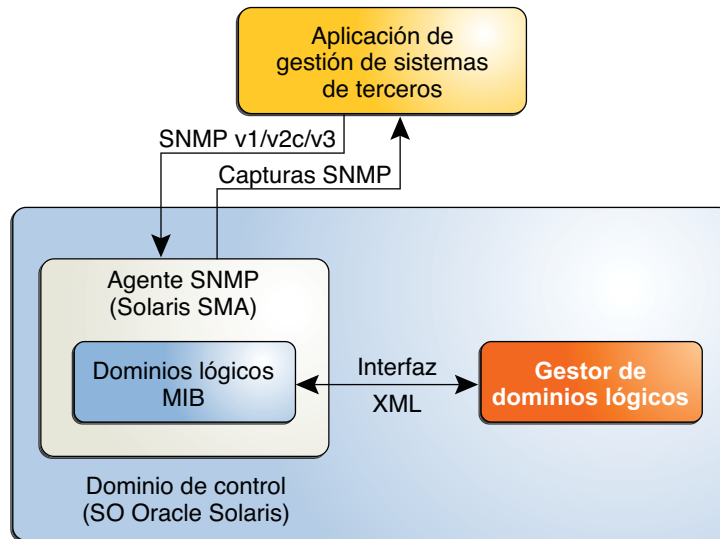 Aplicación de
gestión de sistemas
de terceros
SNMP v1/v2c/v3
Capturas SNMP
Agente SNMP
(Solaris SMA)
Dominios lógicos
MIB
Interfaz
XML
Gestor de
dominios lógicos
Dominio de control
(SO Oracle Solaris)